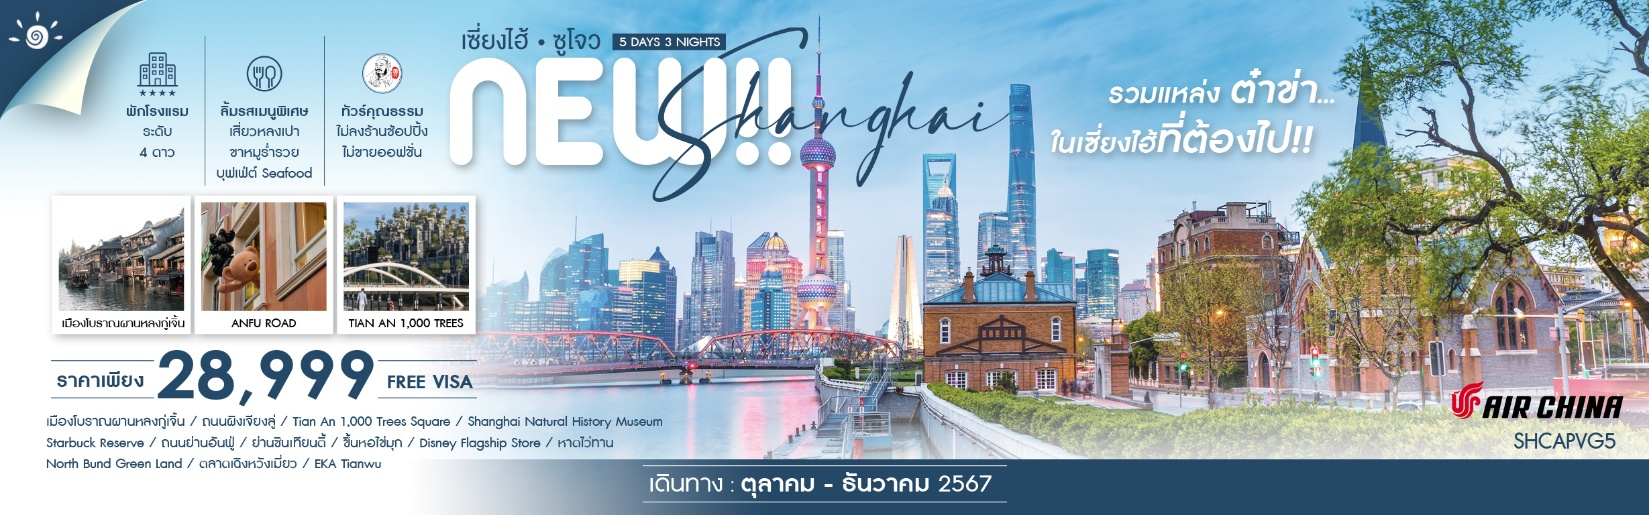 เซี่ยงไฮ้ • ซูโจว 5 DAYS 3 NIGHTS
NEW!!
Shanghai
พักโรงแรม
ระดับ
4 ดาว
ลิ้มรสเมนูพิเศษ
เสี่ยวหลงเปา
ขาหมูร่ำรวย
บุฟเฟ่ต์ Seafood
ทัวร์คุณธรรม
ไม่ลงร้านช้อปปิ้ง
ไม่ขายออฟชั่น
รวมแหล่ง ต๋าข่า...
ในเซี่ยงไฮ้ที่ต้องไป!!
เมืองโบราณผานหลงกู่เจิ้น
ANFU ROAD
TIAN AN 1,000 TREES
ราคาเพียง 28,999 FREE VISA
เมืองโบราณผานหลงกู่เจิ้น / ถนนผิงเจียงลู่ / Tian An 1,000 Trees Square / Shanghai Natural History Museum
Starbuck Reserve / ถนนย่านอันฟู่ / ย่านซินเทียนตี้ / ขึ้นหอไข่มุก / Disney Flagship Store / หาดไว่ทาน
North Bund Green Land / ตลาดเฉิงหวังเมี่ยว / EKA Tianwu
AIR CHINA
SHCAPVG5
เดินทาง : ตุลาคม - ธันวาคม 2567